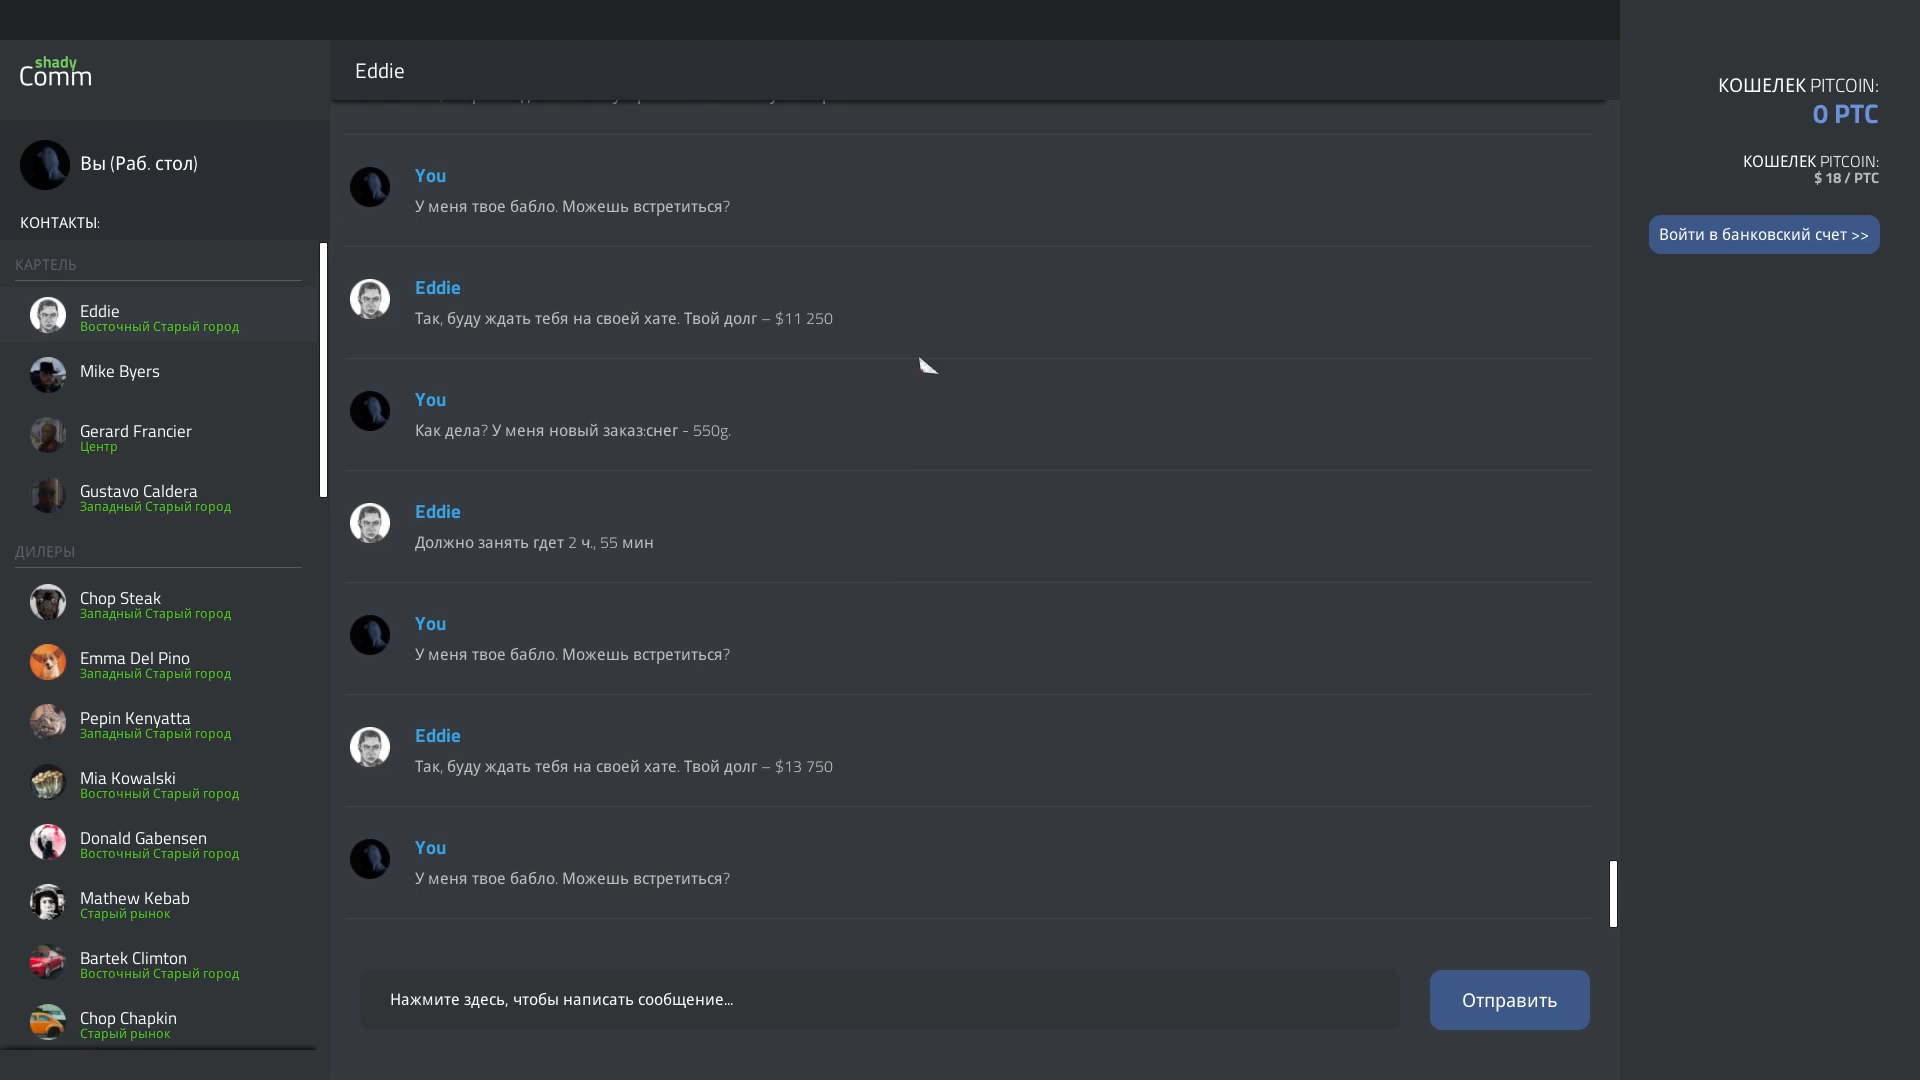 shady
Comm
Вы (Раб. стол)
КОНТАКТЫ:
КАРТЕЛЬ
Eddie
Восточный Старый город
Mike Byers
Gerard Francier
Центр
Gustavo Caldera
Западный Старый город
ДИЛЕРЫ
Chop Steak
Западный Старый город
Emma Del Pino
Западный Старый город
Pepin Kenyatta
Западный Старый город
Mia Kowalski
Восточный Старый город
Donald Gabensen
Восточный Старый город
Mathew Kebab
Старый рынок
Bartek Climton
Восточный Старый город
Chop Chapkin
Старый рынок
Eddie
You
У меня твое бабло. Можешь встретиться?
Eddie
Так, буду ждать тебя на своей хате. Твой долг – $11 250
You
Как дела? У меня новый заказ:снег - 550g.
Eddie
Должно занять гдет 2 ч., 55 мин
You
У меня твое бабло. Можешь встретиться?
Eddie
Так, буду ждать тебя на своей хате. Твой долг – $13 750
You
У меня твое бабло. Можешь встретиться?
Нажмите здесь, чтобы написать сообщение...
Отправить
КОШЕЛЕК PITCOIN:
0 PTC
КОШЕЛЕК PITCOIN:
$ 18 / PTC
Войти в банковский счет >>